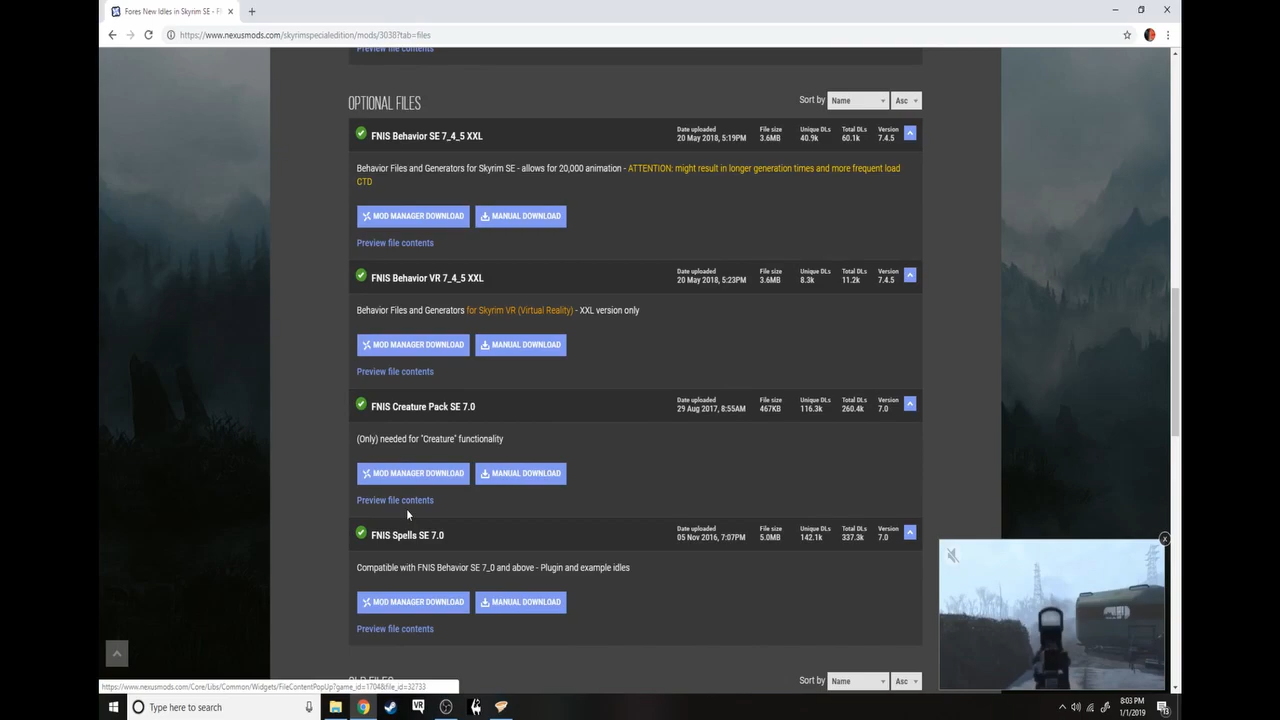 Fores New Idles in Skyrim SE - F
https://www.nexusmods.com/skyrimspecialedition/mods/3038?tab=files
Preview file contents
OPTIONAL FILES
Sort by Name Asc
FNIS Behavior SE 7_4_5 XXL
Date uploaded File size Unique DLs Total DLs Version
20 May 2018, 5:19PM 3.6MB 40.9k 60.1k 7.4.5
Behavior Files and Generators for Skyrim SE - allows for 20,000 animation - ATTENTION: might result in longer generation times and more frequent load
CTD
MOD MANAGER DOWNLOAD MANUAL DOWNLOAD
Preview file contents
FNIS Behavior VR 7_4_5 XXL
Date uploaded File size Unique DLs Total DLs Version
20 May 2018, 5:23PM 3.6MB 8.3k 11.2k 7.4.5
Behavior Files and Generators for Skyrim VR (Virtual Reality) - XXL version only
MOD MANAGER DOWNLOAD MANUAL DOWNLOAD
Preview file contents
FNIS Creature Pack SE 7.0
Date uploaded File size Unique DLs Total DLs Version
29 Aug 2017, 8:55AM 467KB 116.3k 260.4k 7.0
(Only) needed for "Creature" functionality
MOD MANAGER DOWNLOAD MANUAL DOWNLOAD
Preview file contents
FNIS Spells SE 7.0
Date uploaded File size Unique DLs Total DLs Version
05 Nov 2016, 7:07PM 5.0MB 142.1k 337.3k 7.0
Compatible with FNIS Behavior SE 7_0 and above - Plugin and example idles
MOD MANAGER DOWNLOAD MANUAL DOWNLOAD
Preview file contents
Sort by Name Asc
https://www.nexusmods.com/Core/Libs/Common/Widgets/FileContentPopUp?game_id=1704&file_id=32733
Type here to search
VR
8:03 PM
1/1/2019
13